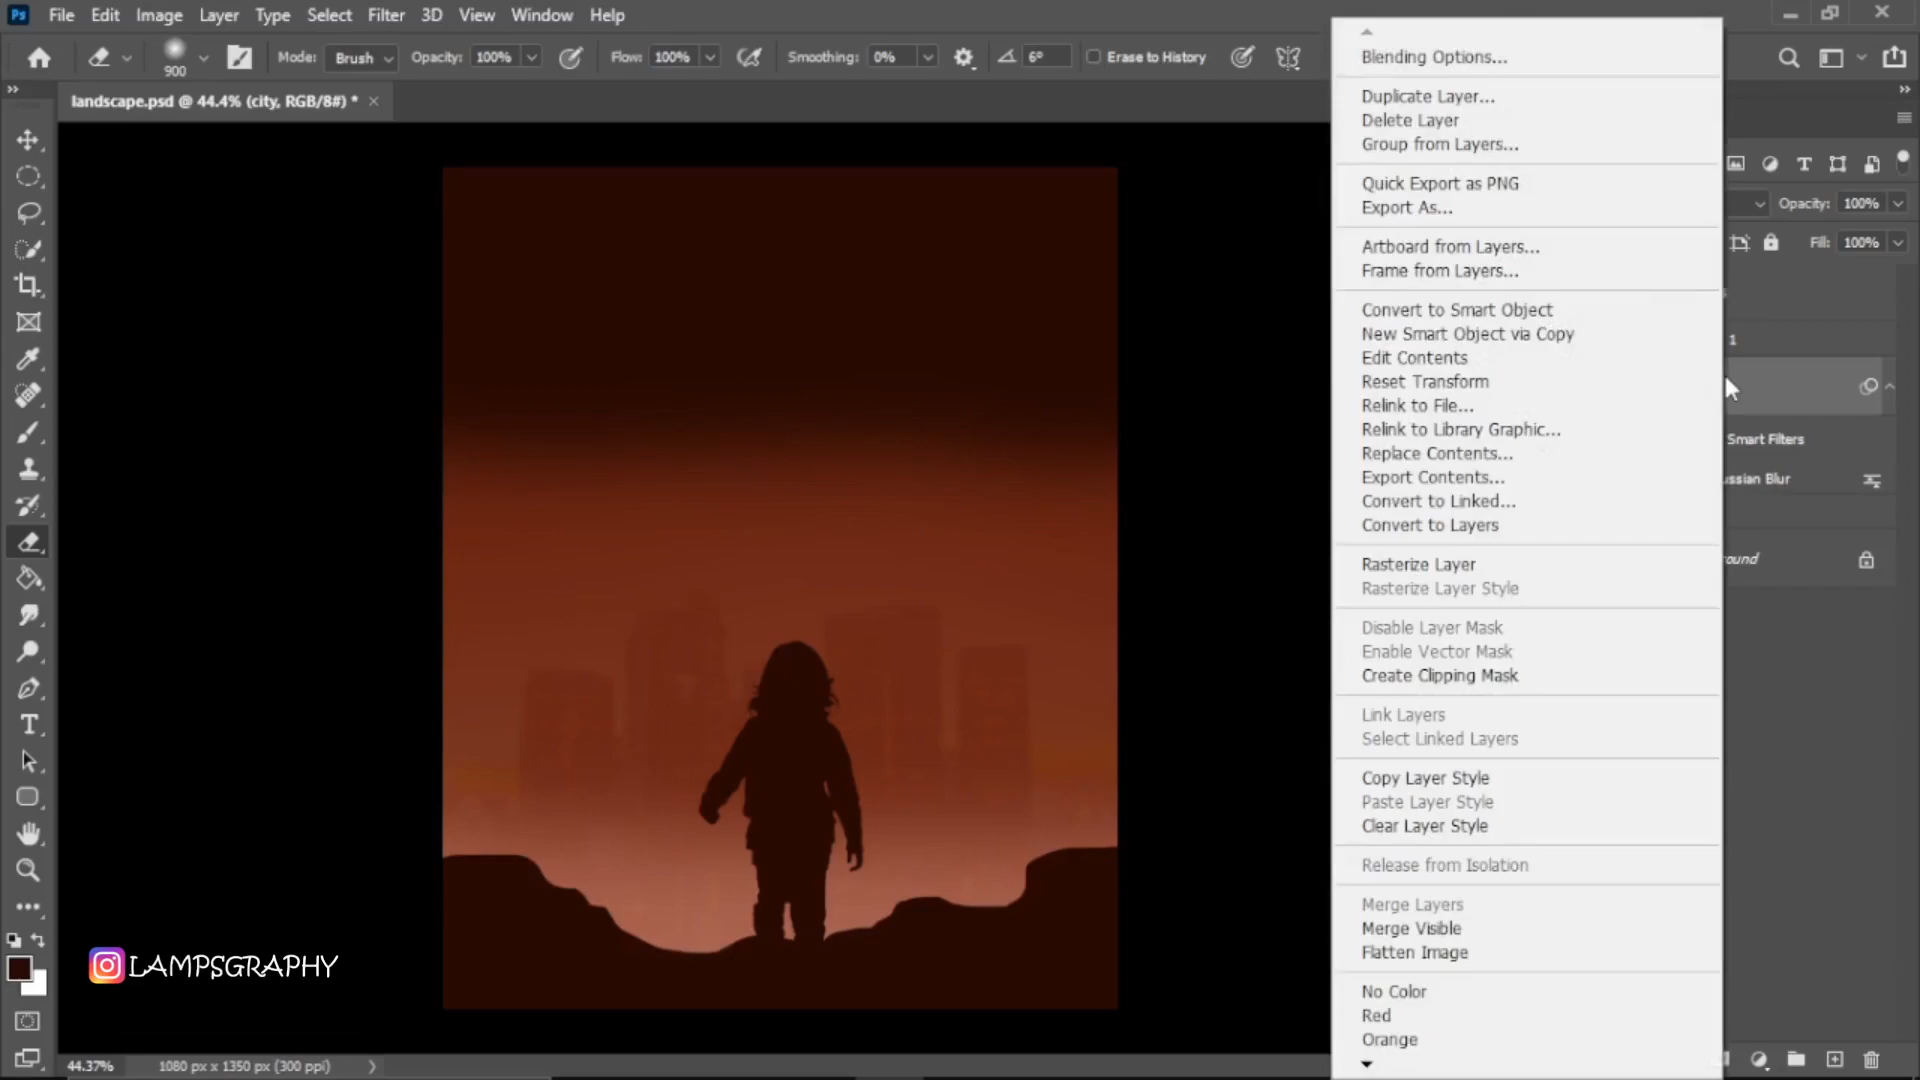 Ps File Edit Image Layer Type Select Filter 3D View Window Help
900 Mode: Brush Opacity: 100% Flow: 100% Smoothing: 0% 6° Erase to History
landscape.psd @ 44.4% (city, RGB/8#) *
Blending Options...
Duplicate Layer...
Delete Layer
Group from Layers...
Quick Export as PNG
Export As...
Artboard from Layers...
Frame from Layers...
Convert to Smart Object
New Smart Object via Copy
Edit Contents
Reset Transform
Relink to File...
Relink to Library Graphic...
Replace Contents...
Export Contents...
Convert to Linked...
Convert to Layers
Rasterize Layer
Rasterize Layer Style
Disable Layer Mask
Enable Vector Mask
Create Clipping Mask
Link Layers
Select Linked Layers
Copy Layer Style
Paste Layer Style
Clear Layer Style
Release from Isolation
Merge Layers
Merge Visible
Flatten Image
No Color
Red
Orange
Opacity: 100%
Fill: 100%
1
Smart Filters
ussian Blur
ound
LAMPSGRAPHY
44.37% 1080 px x 1350 px (300 ppi)